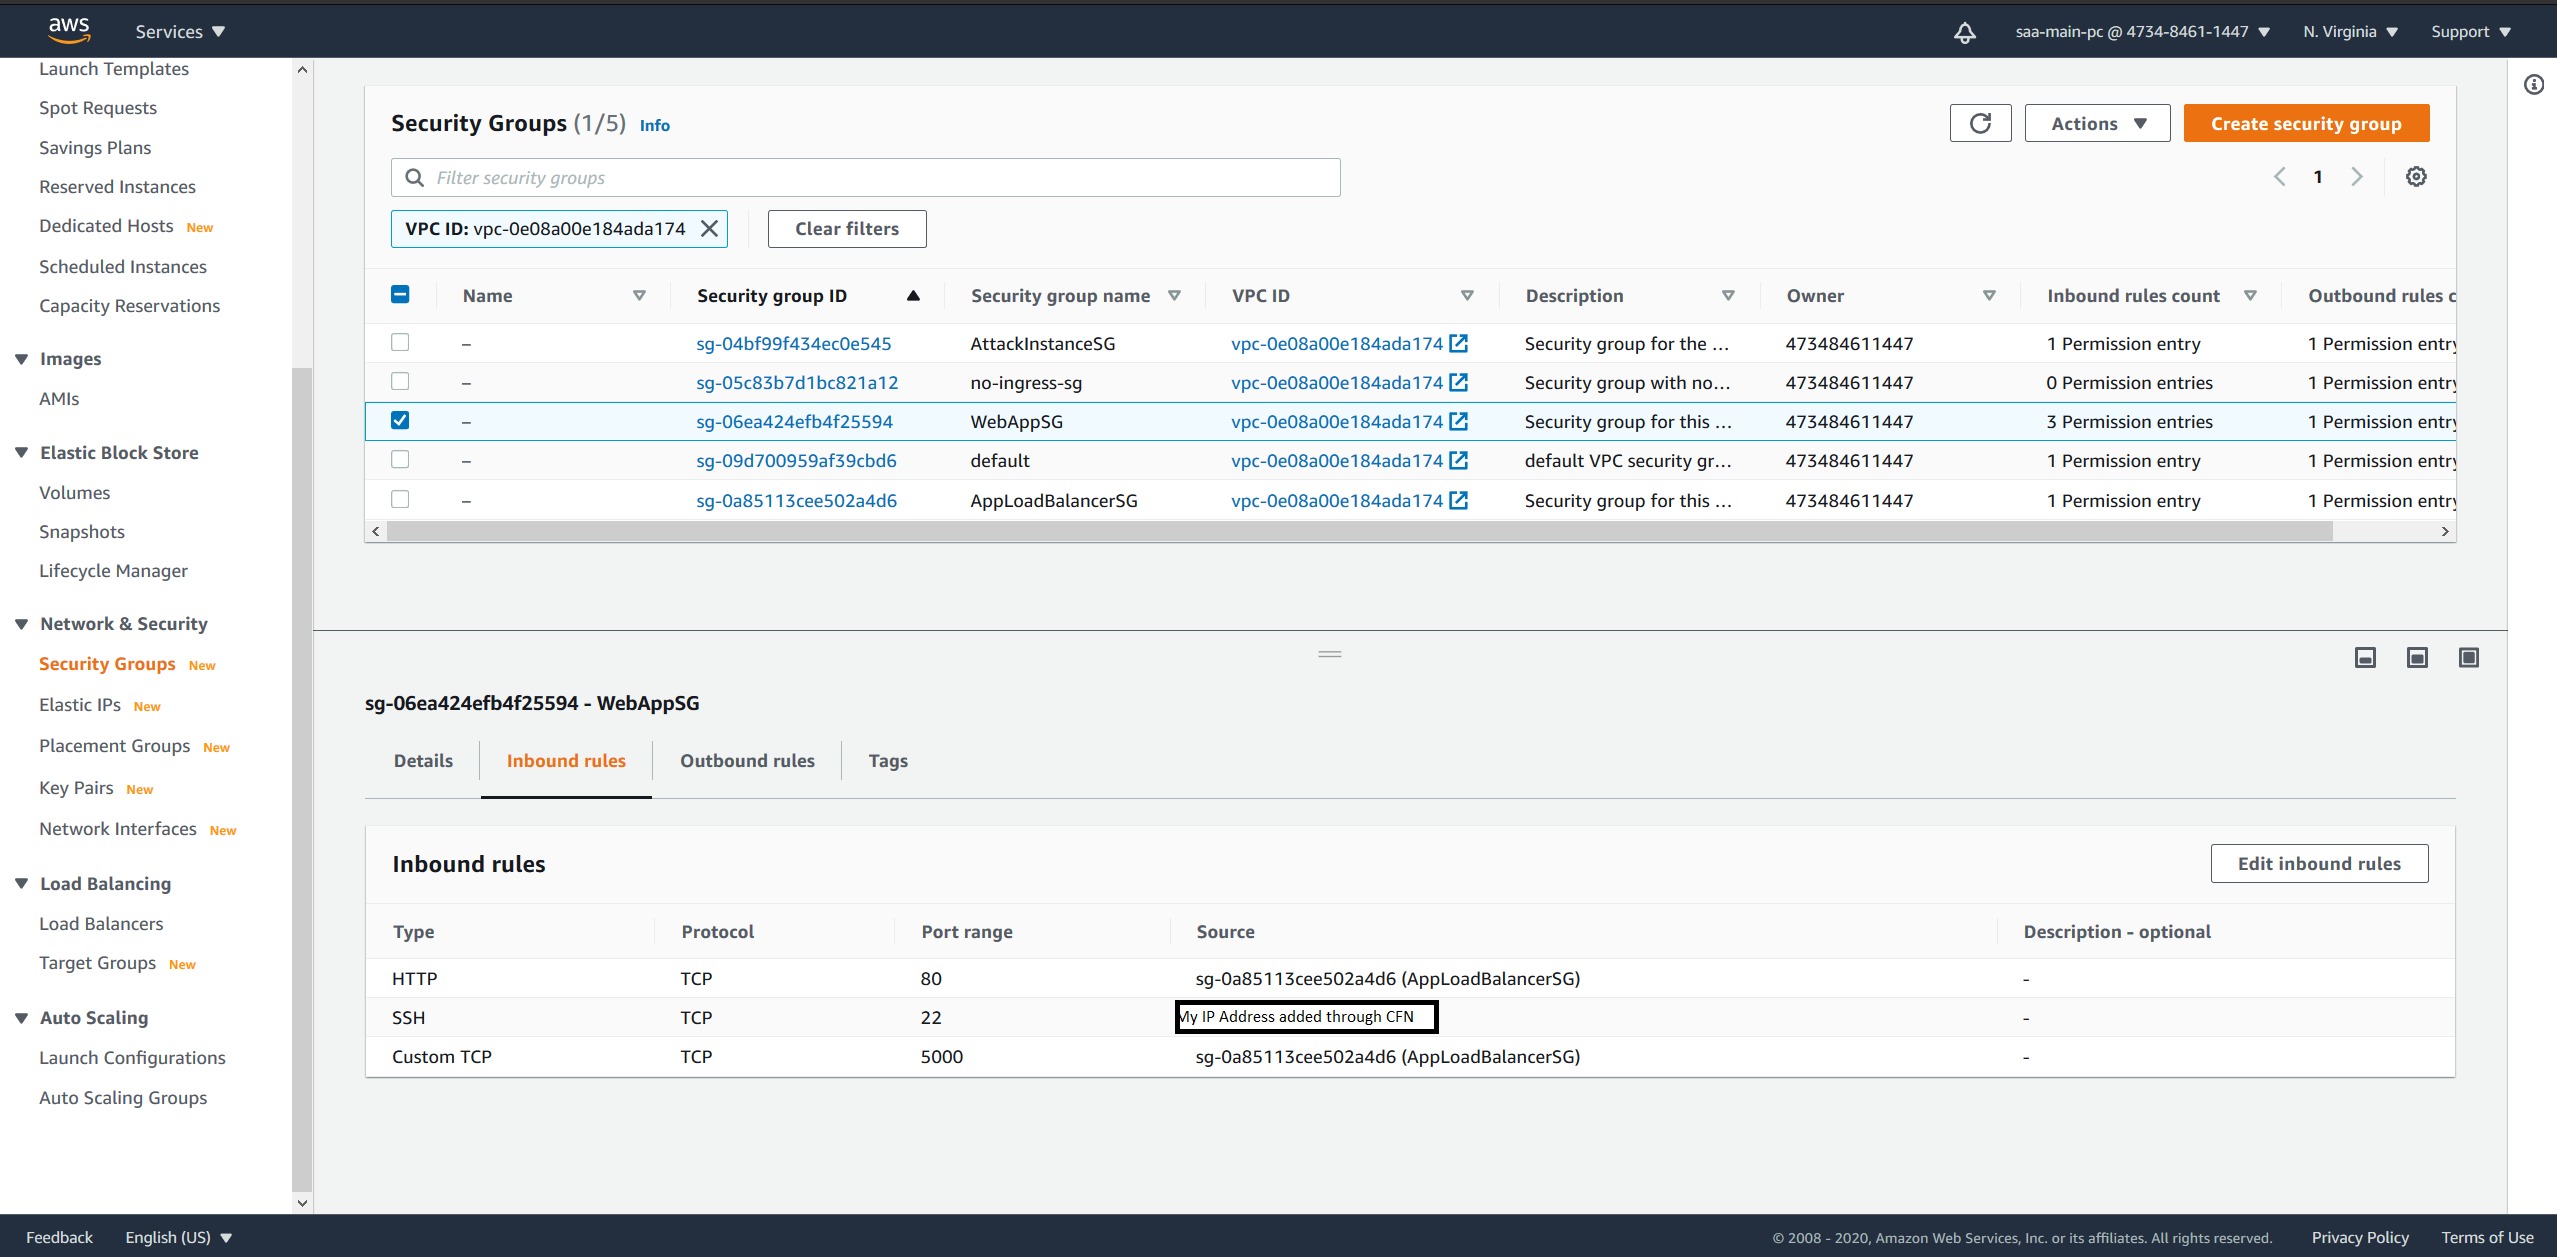 aws
Services
saa-main-pc @ 4734-8461-1447
N. Virginia
Support
Launch Templates
Spot Requests
Savings Plans
Reserved Instances
Dedicated Hosts New
Scheduled Instances
Capacity Reservations
Images
AMIs
Elastic Block Store
Volumes
Snapshots
Lifecycle Manager
Network & Security
Security Groups New
Elastic IPs New
Placement Groups New
Key Pairs New
Network Interfaces New
Load Balancing
Load Balancers
Target Groups New
Auto Scaling
Launch Configurations
Auto Scaling Groups
Security Groups (1/5) Info
Actions
Create security group
Filter security groups
1
VPC ID: vpc-0e08a00e184ada174
Clear filters
Name Security group ID Security group name VPC ID Description Owner Inbound rules count Outbound rules c
– sg-04bf99f434ec0e545 AttackInstanceSG vpc-0e08a00e184ada174 Security group for the ... 473484611447 1 Permission entry 1 Permission entry
– sg-05c83b7d1bc821a12 no-ingress-sg vpc-0e08a00e184ada174 Security group with no... 473484611447 0 Permission entries 1 Permission entry
– sg-06ea424efb4f25594 WebAppSG vpc-0e08a00e184ada174 Security group for this ... 473484611447 3 Permission entries 1 Permission entry
– sg-09d700959af39cbd6 default vpc-0e08a00e184ada174 default VPC security gr... 473484611447 1 Permission entry 1 Permission entry
– sg-0a85113cee502a4d6 AppLoadBalancerSG vpc-0e08a00e184ada174 Security group for this ... 473484611447 1 Permission entry 1 Permission entry
sg-06ea424efb4f25594 - WebAppSG
Details Inbound rules Outbound rules Tags
Inbound rules
Edit inbound rules
Type Protocol Port range Source Description - optional
HTTP TCP 80 sg-0a85113cee502a4d6 (AppLoadBalancerSG) -
SSH TCP 22 My IP Address added through CFN -
Custom TCP TCP 5000 sg-0a85113cee502a4d6 (AppLoadBalancerSG) -
Feedback
English (US)
© 2008 - 2020, Amazon Web Services, Inc. or its affiliates. All rights reserved.
Privacy Policy
Terms of Use